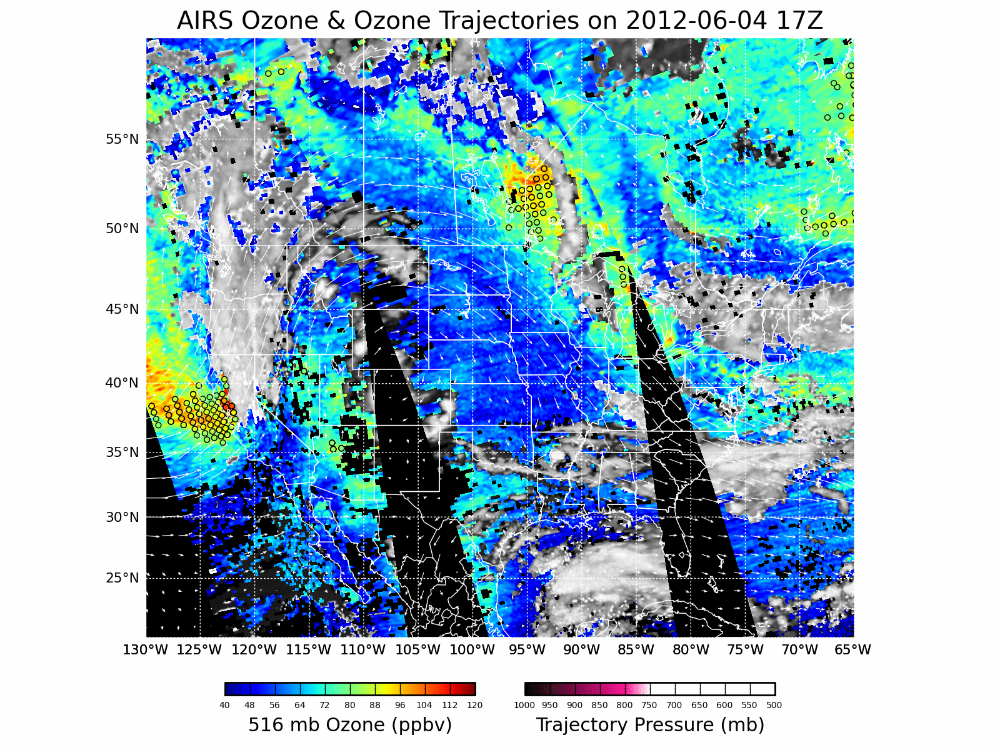 AIRS Ozone & Ozone Trajectories on 2012-06-04 17Z
55°N
50°N
45°N
40°N
35°N
30°N
25°N
130°W 125°W 120°W 115°W 110°W 105°W 100°W 95°W 90°W 85°W 80°W 75°W 70°W 65°W
40 48 56 64 72 80 88 96 104 112 120
516 mb Ozone (ppbv)
1000 950 900 850 800 750 700 650 600 550 500
Trajectory Pressure (mb)